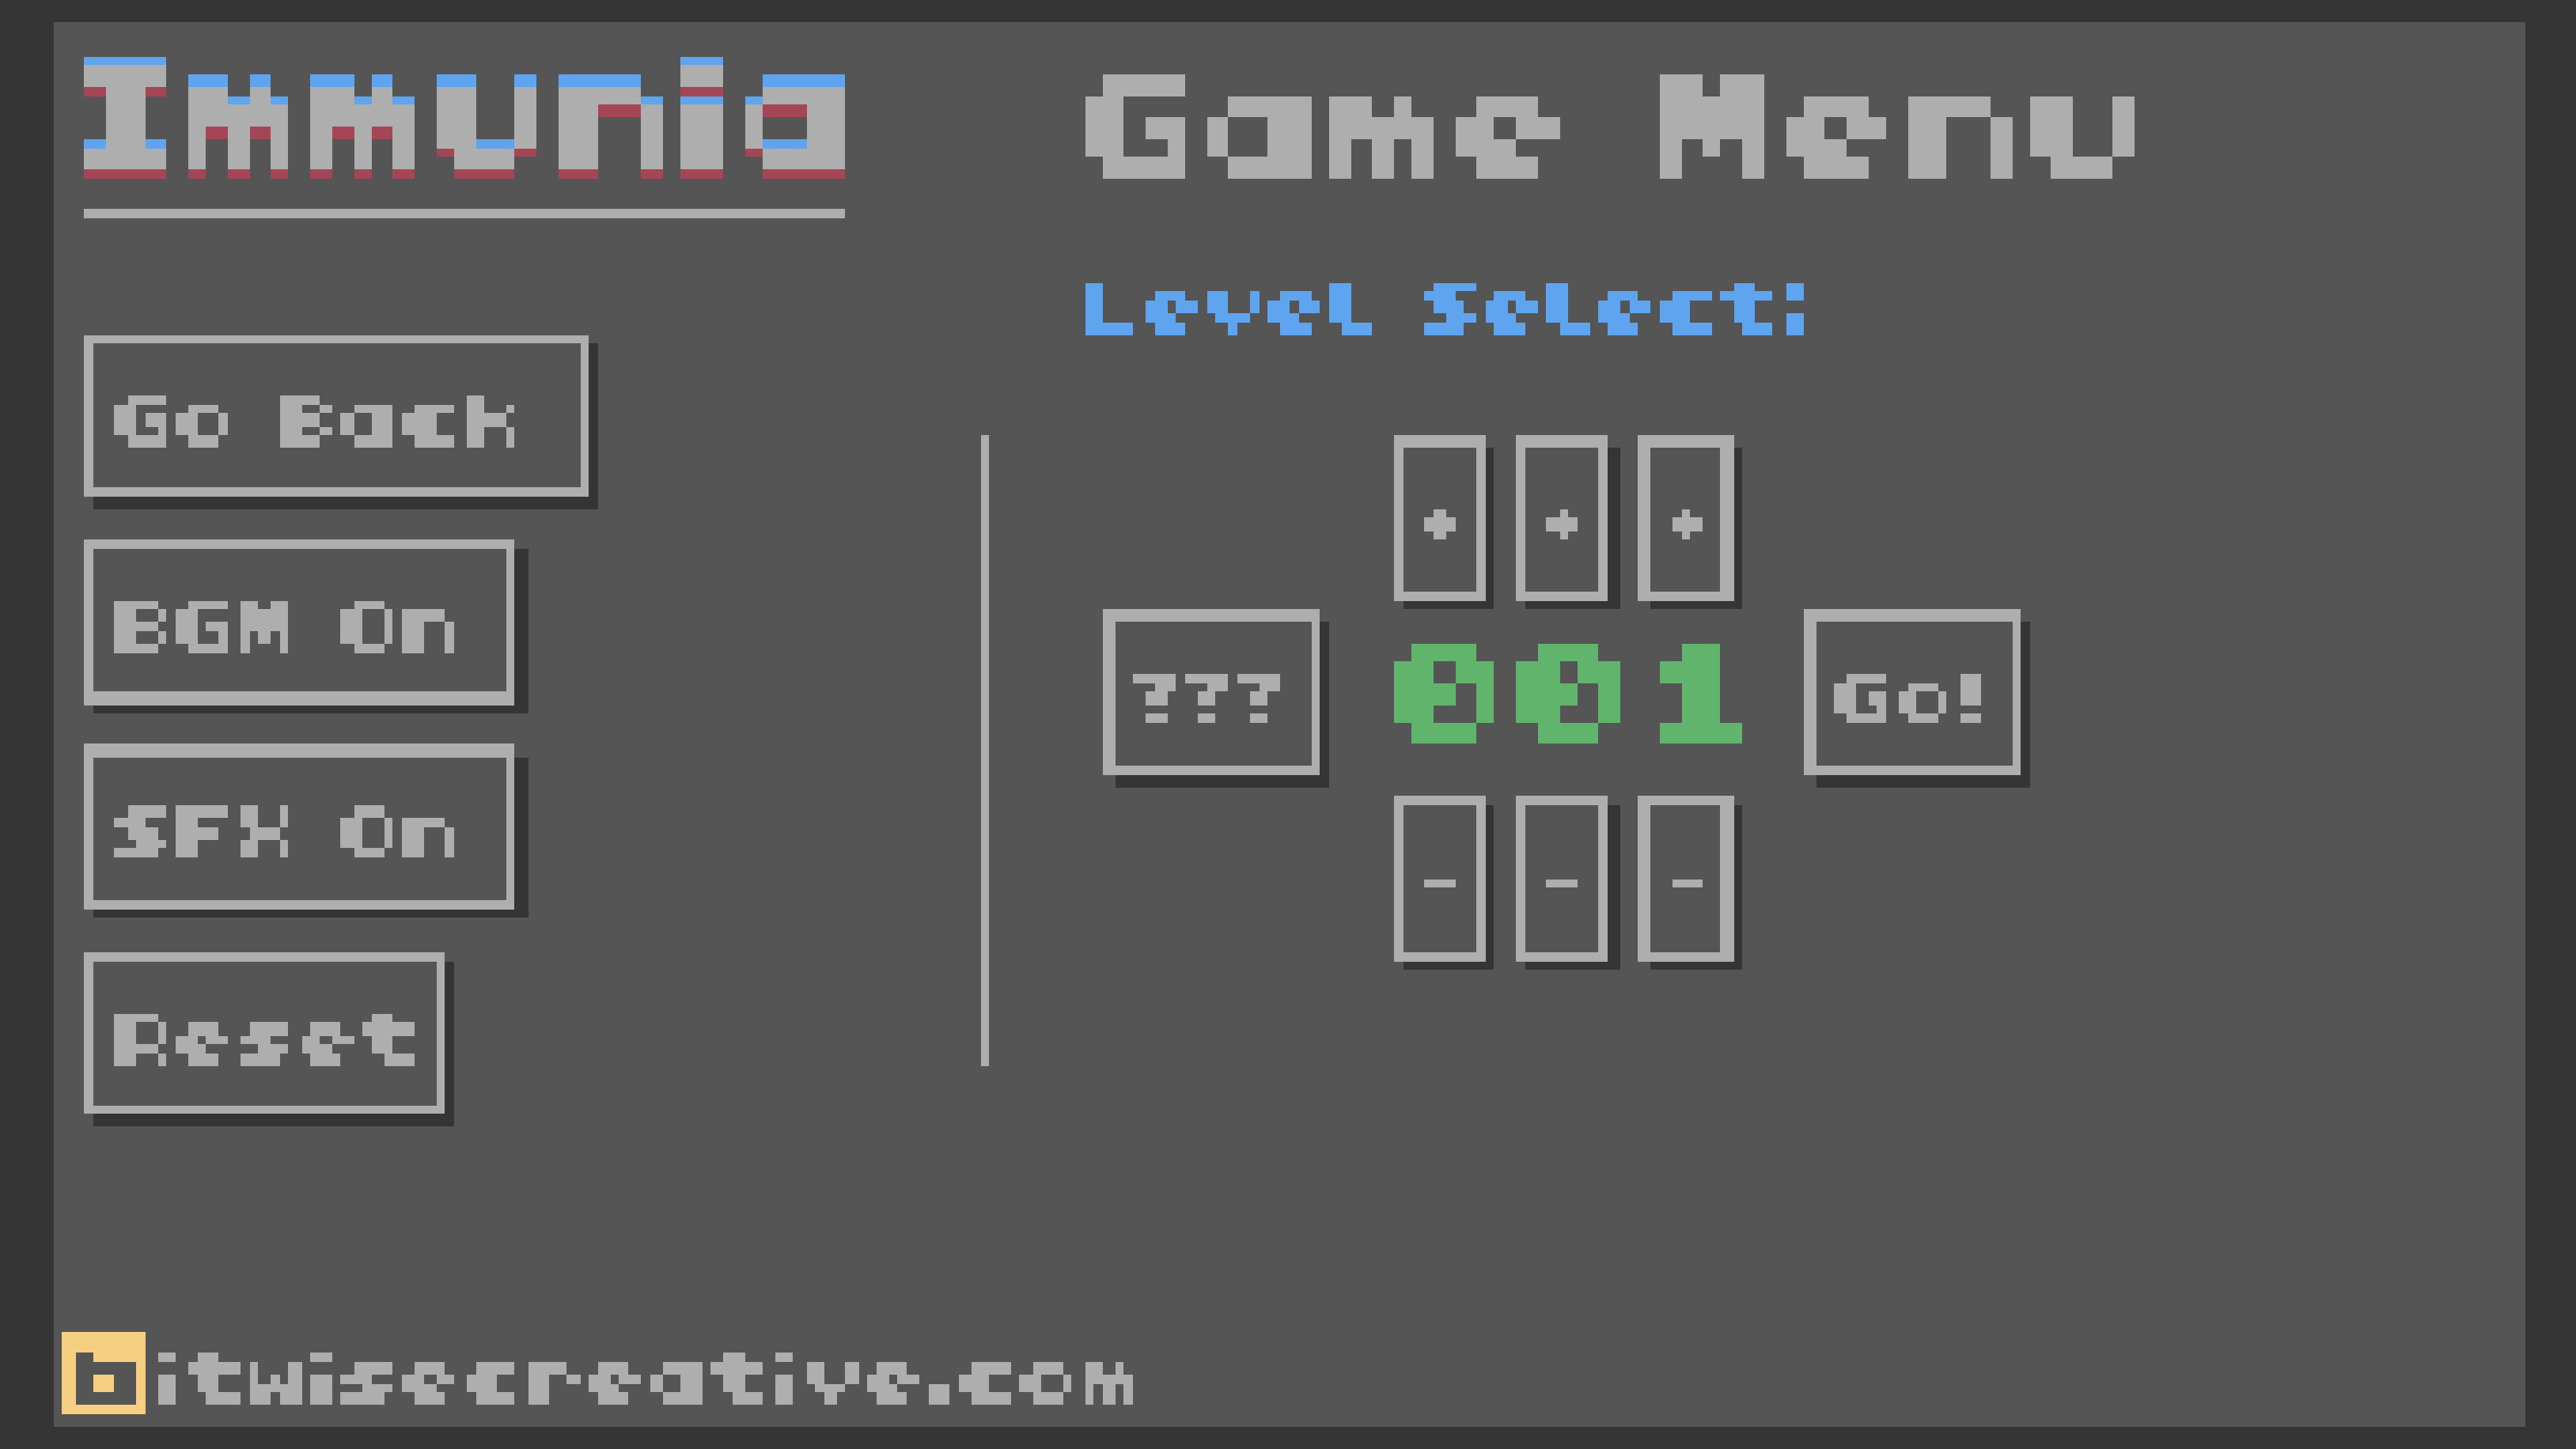 Immunia
Game Menu
Level Select:
Go Back
BGM On
SFX On
Reset
+ + +
??? 001 Go!
- - -
bitwisecreative.com